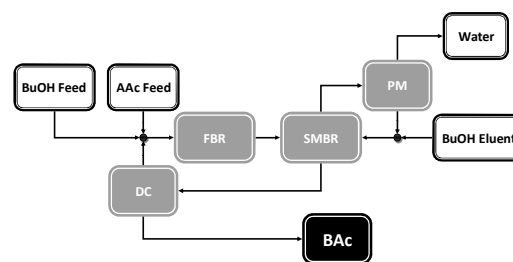 Water
BuOH Feed
AAc Feed
PM
FBR
SMBR
BuOH Eluent
DC
BAc